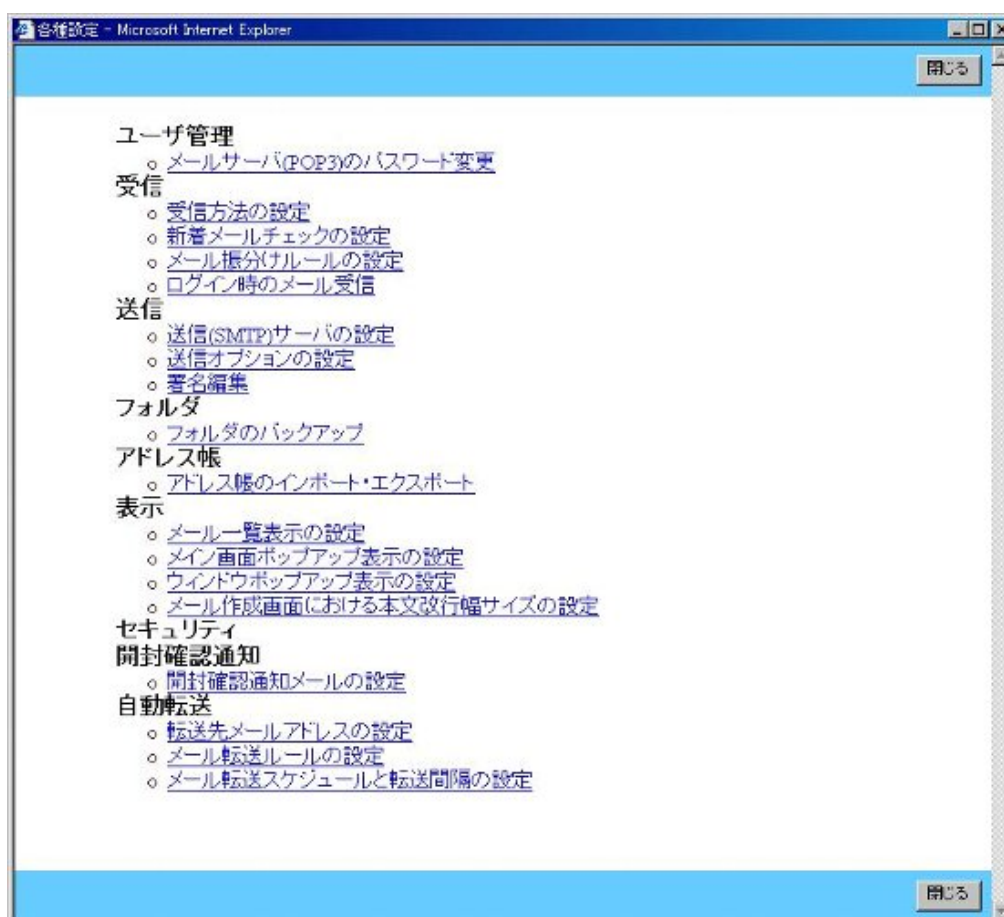 各種設定 - Microsoft Internet Explorer
閉じる
ユーザ管理
メールサーバ(POP3)のパスワード変更
受信
受信方法の設定
新着メールチェックの設定
メール振分けルールの設定
ログイン時のメール受信
送信
送信(SMTP)サーバの設定
送信オプションの設定
署名編集
フォルダ
フォルダのバックアップ
アドレス帳
アドレス帳のインポート・エクスポート
表示
メール一覧表示の設定
メイン画面ポップアップ表示の設定
ウィンドウポップアップ表示の設定
メール作成画面における本文改行幅サイズの設定
セキュリティ
開封確認通知
開封確認通知メールの設定
自動転送
転送先メールアドレスの設定
メール転送ルールの設定
メール転送スケジュールと転送間隔の設定
閉じる